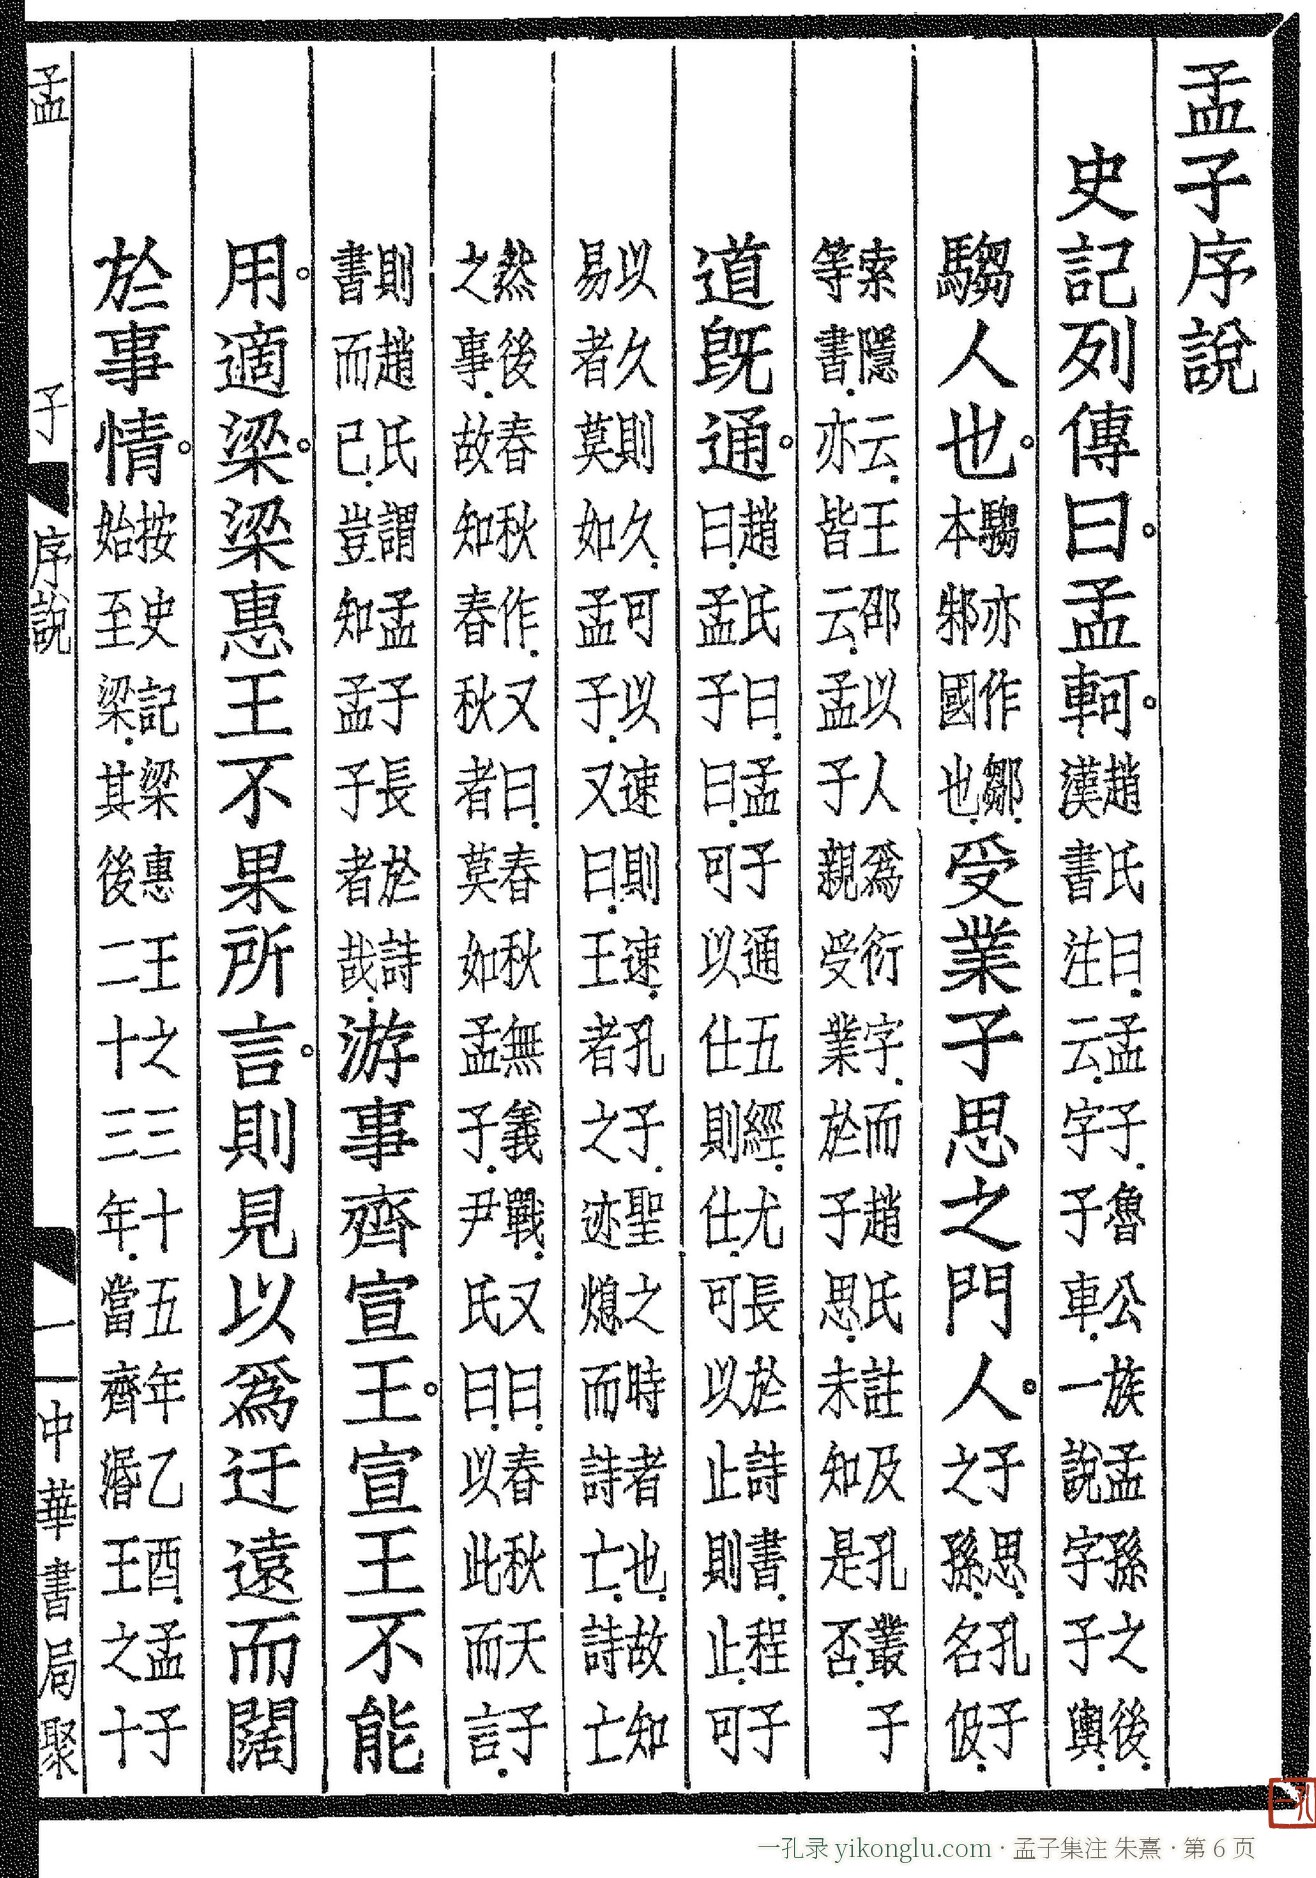 孟子序說
史記列傳曰。孟軻。趙氏曰.孟子.魯公族孟孫之後.
漢書注云.字子車.一說字子輿.
騶人也。騶亦作鄒.
本邾國也.受業子思之門人。子思.孔子
之孫.名伋.
索隱云.王邵以人爲衍字.而趙氏註及孔叢子
等書.亦皆云.孟子親受業於子思.未知是否.
道既通。趙氏曰.孟子通五經.尤長於詩書.程子
曰.孟子曰.可以仕則仕.可以止則止.可
以久則久.可以速則速.孔子.聖之時者也.故知
易者莫如孟子.又曰.王者之迹熄而詩亡.詩亡
然後春秋作.又曰.春秋無義戰.又曰.春秋天子
之事.故知春秋者莫如孟子.尹氏曰.以此而言.
則趙氏謂孟子長於詩
書而已.豈知孟子者哉.游事齊宣王。宣王不能
用。適梁。梁惠王不果所言。則見以爲迂遠而闊
於事情。按史記梁惠王之三十五年乙酉.孟子
始至梁.其後二十三年.當齊湣王之十
孟子 序說 一 中華書局聚
一孔
一孔录 yikonglu.com · 孟子集注 朱熹 · 第 6 页